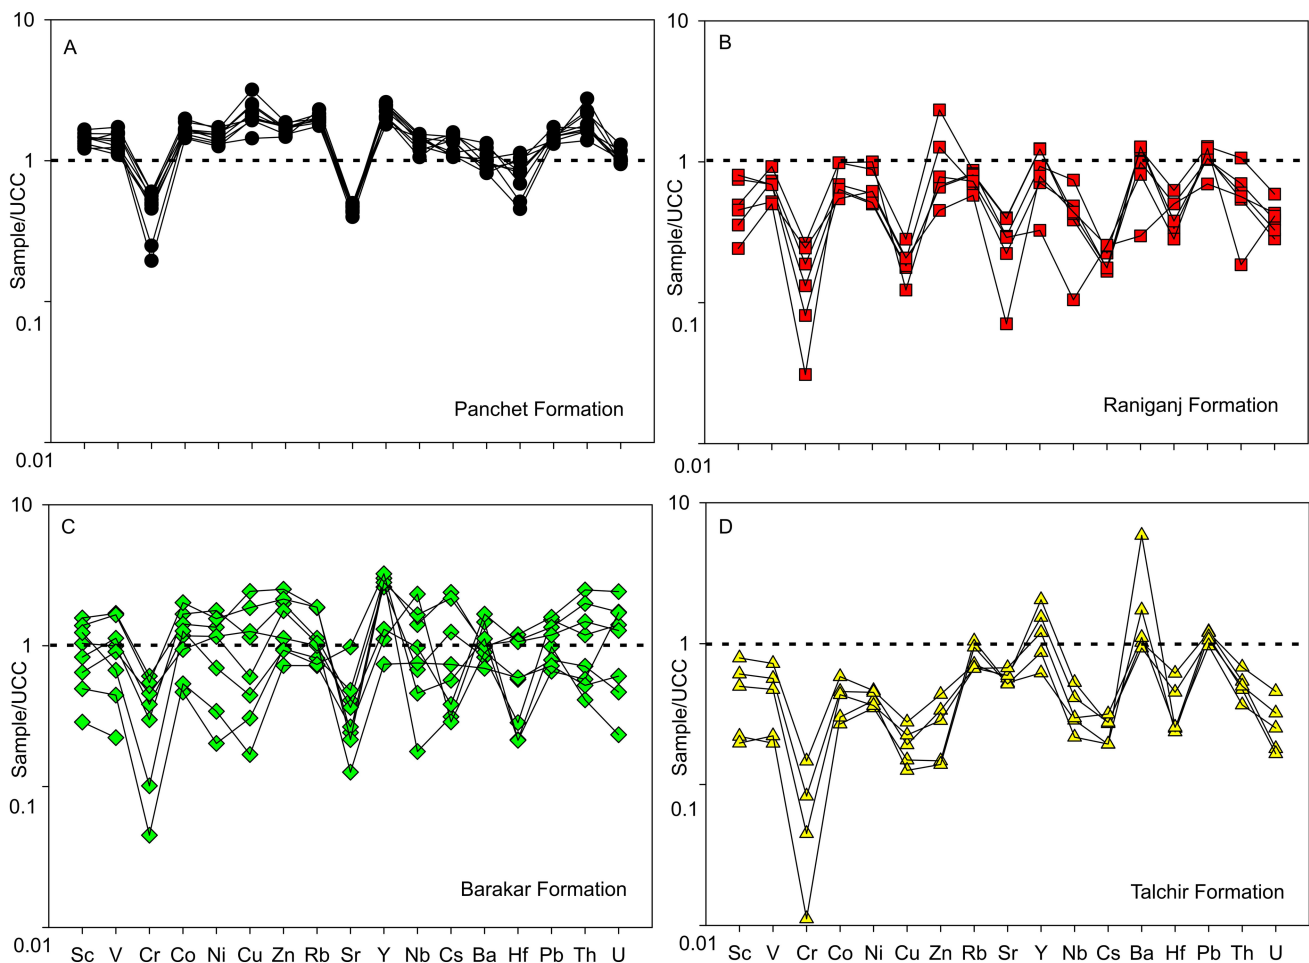 10
A
1
Sample/UCC
0.1
Panchet Formation
0.01
10
B
1
Sample/UCC
0.1
Raniganj Formation
0.01
10
C
1
Sample/UCC
0.1
Barakar Formation
0.01
Sc V Cr Co Ni Cu Zn Rb Sr Y Nb Cs Ba Hf Pb Th U
10
D
1
Sample/UCC
0.1
Talchir Formation
0.01
Sc V Cr Co Ni Cu Zn Rb Sr Y Nb Cs Ba Hf Pb Th U